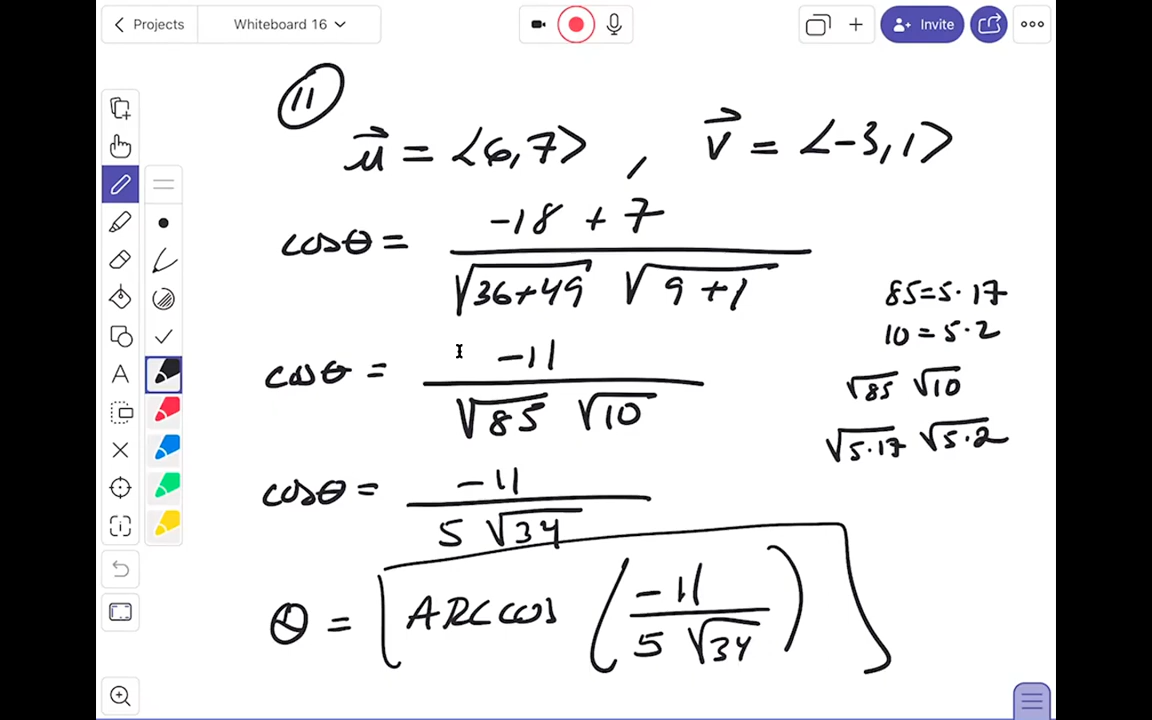 Projects Whiteboard 16 Invite
11
u⃗ = <6,7> , v⃗ = <-3,1>
cosθ = (-18 + 7) / (√(36+49) √(9+1))
85=5·17
10=5·2
cosθ = -11 / (√85 √10)
√85 √10
√(5·17) √(5·2)
cosθ = -11 / (5 √34)
θ = ARCCOS (-11 / (5 √34))